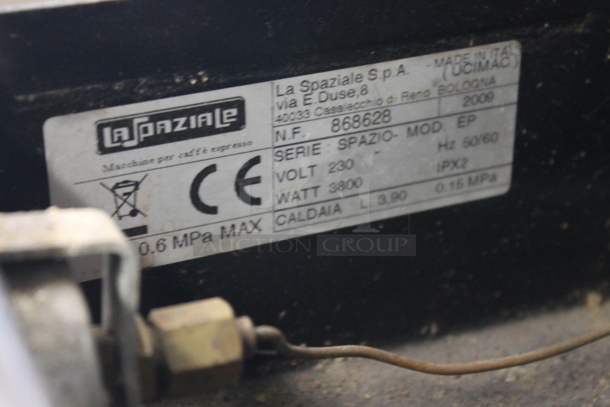 LaSpaziale
Macchine per caffè espresso
CE
0.6 MPa MAX
La Spaziale S.p.A. - MADE IN ITALY
via E.Duse,8 (UCIMAC)
40033 Casalecchio di Reno BOLOGNA
N.F. 868628 2009
SERIE: SPAZIO- MOD. EP
VOLT 230 Hz 50/60
WATT 3800 IPX2
CALDAIA L 3,90 0.15 MPa
AUCTION GROUP